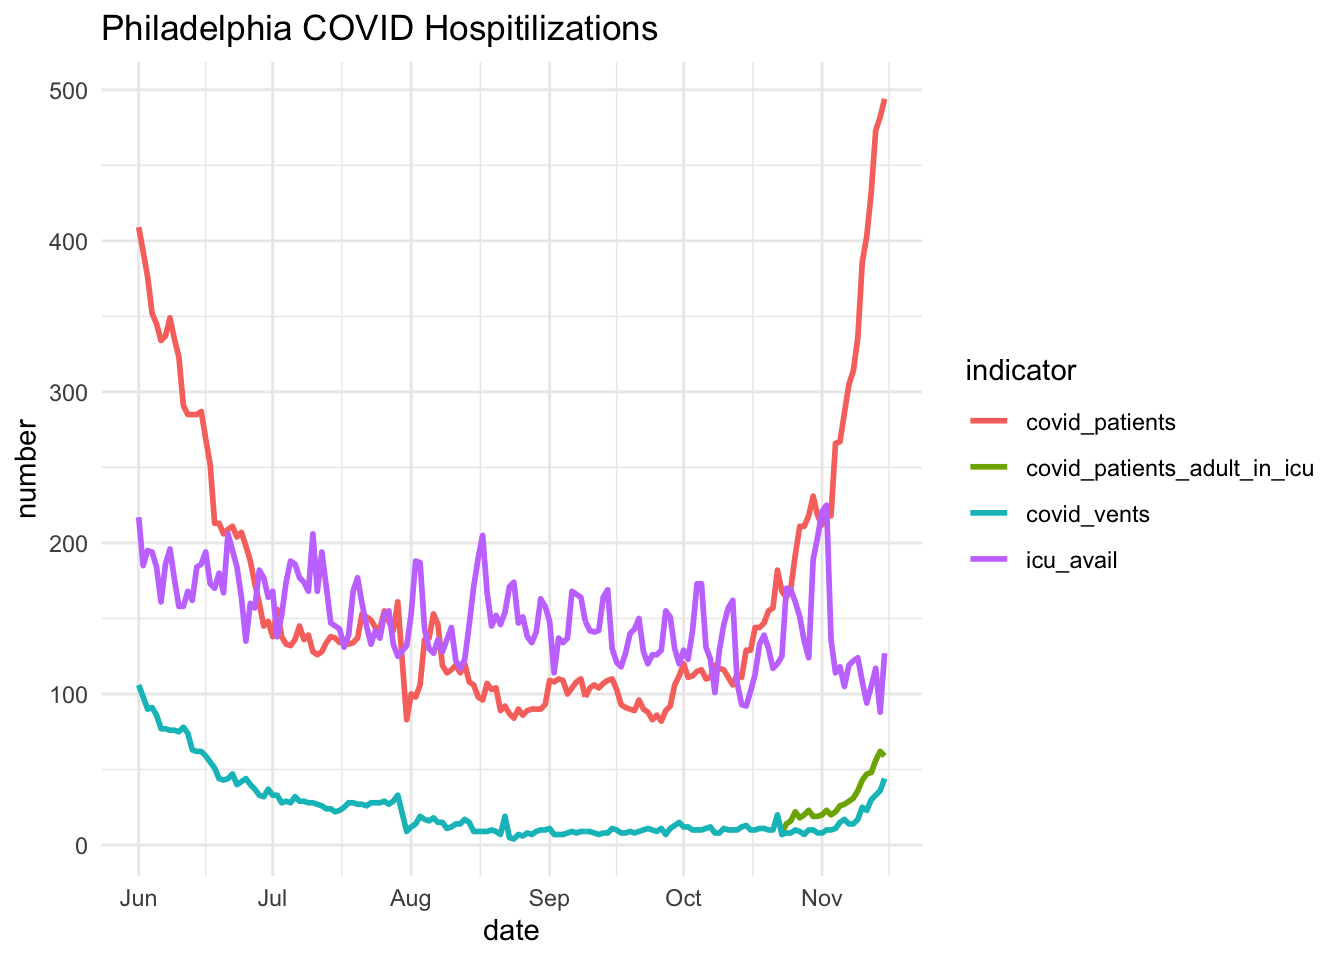 Philadelphia COVID Hospitilizations
500
400
300
200
100
0
number
Jun Jul Aug Sep Oct Nov
date
indicator
covid_patients
covid_patients_adult_in_icu
covid_vents
icu_avail